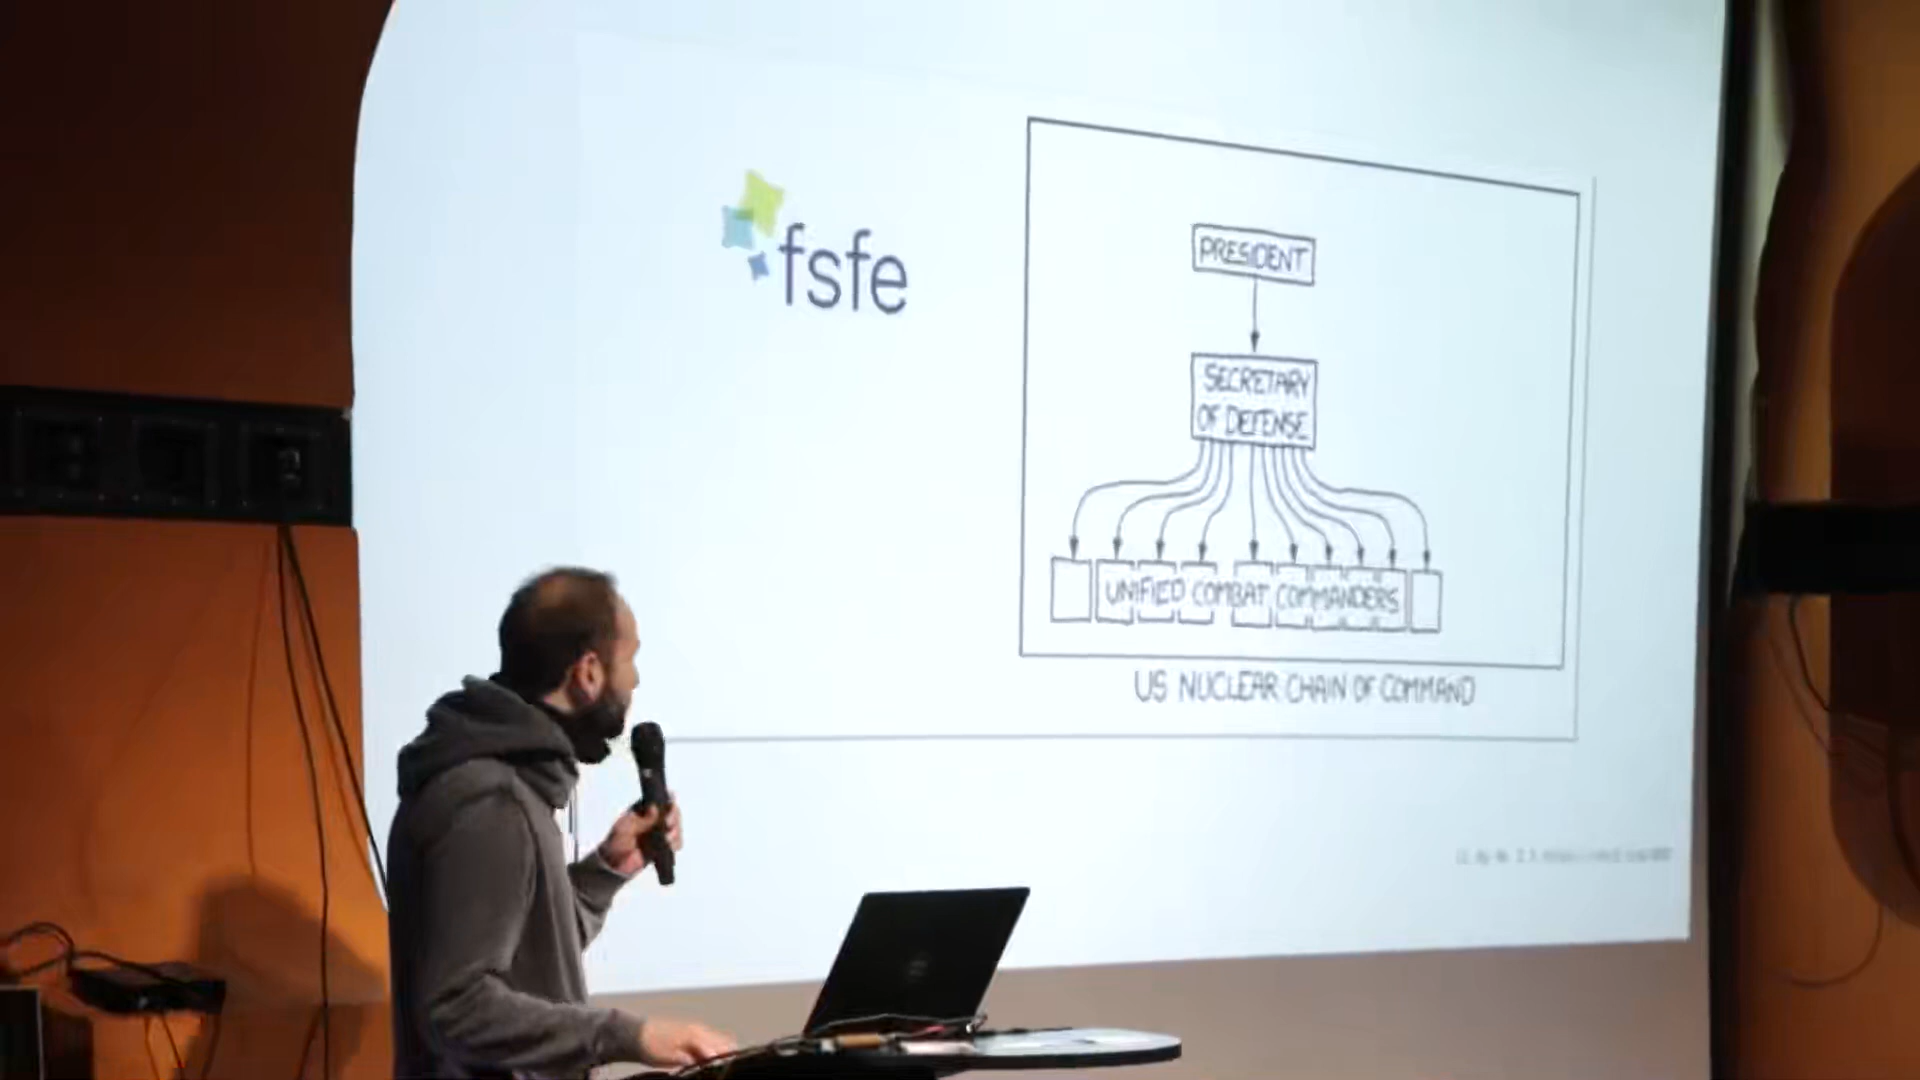 fsfe
PRESIDENT
SECRETARY
OF DEFENSE
UNIFIED COMBAT COMMANDERS
US NUCLEAR CHAIN OF COMMAND